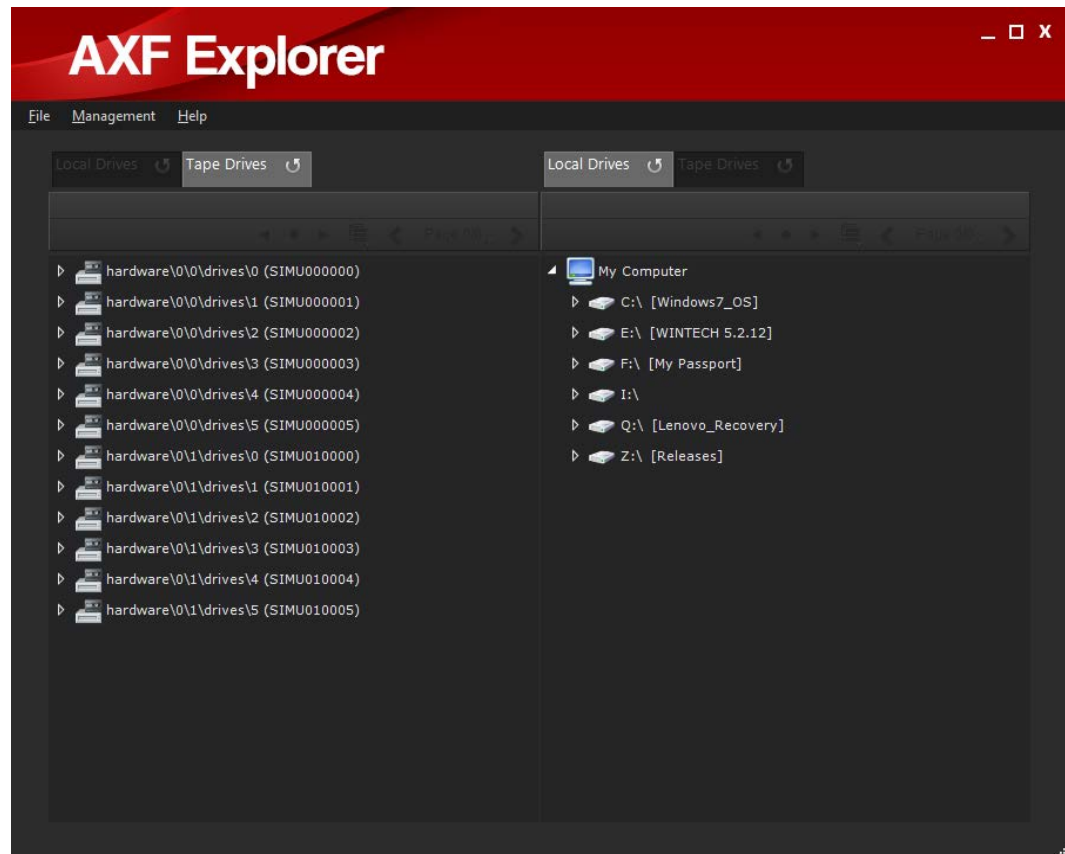 AXF Explorer
_ □ X
File Management Help
Local Drives Tape Drives
Local Drives Tape Drives
hardware\0\0\drives\0 (SIMU000000)
hardware\0\0\drives\1 (SIMU000001)
hardware\0\0\drives\2 (SIMU000002)
hardware\0\0\drives\3 (SIMU000003)
hardware\0\0\drives\4 (SIMU000004)
hardware\0\0\drives\5 (SIMU000005)
hardware\0\1\drives\0 (SIMU010000)
hardware\0\1\drives\1 (SIMU010001)
hardware\0\1\drives\2 (SIMU010002)
hardware\0\1\drives\3 (SIMU010003)
hardware\0\1\drives\4 (SIMU010004)
hardware\0\1\drives\5 (SIMU010005)
My Computer
C:\ [Windows7_OS]
E:\ [WINTECH 5.2.12]
F:\ [My Passport]
I:\
Q:\ [Lenovo_Recovery]
Z:\ [Releases]